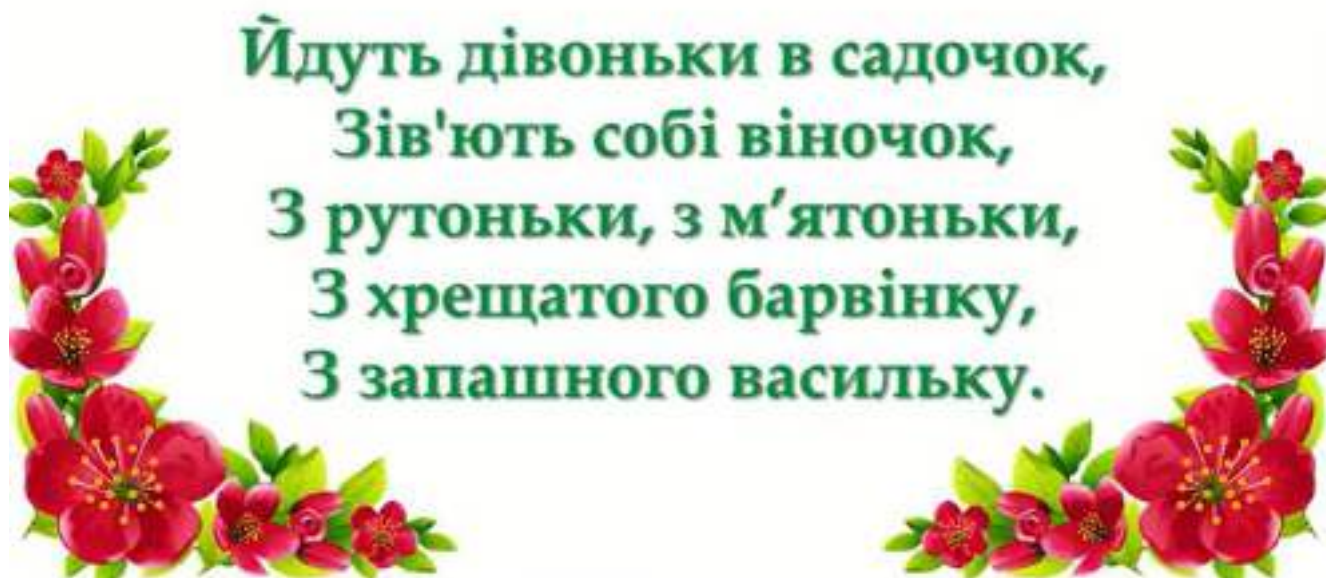 Йдуть дівоньки в садочок,
Зів'ють собі віночок,
З рутоньки, з м’ятоньки,
З хрещатого барвінку,
З запашного васильку.